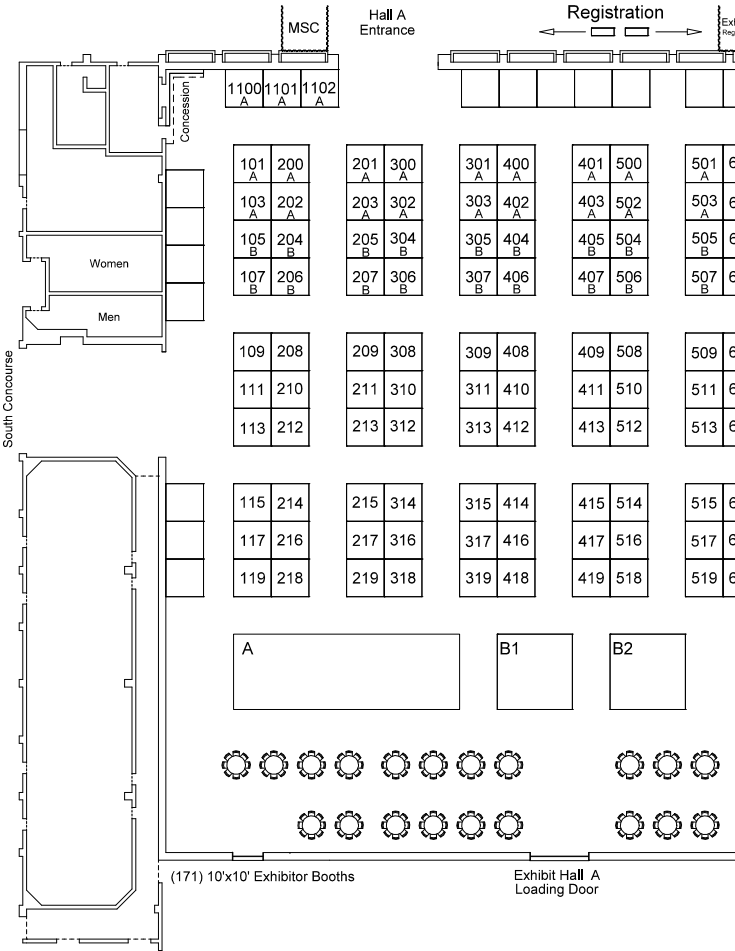 MSC
Hall A
Entrance
Registration
Concession
1100 1101 1102
A A A
101 200 201 300 301 400 401 500 501
A A A A A A A A A
103 202 203 302 303 402 403 502 503
A A A A A A A A A
105 204 205 304 305 404 405 504 505
B B B B B B B B B
107 206 207 306 307 406 407 506 507
B B B B B B B B B
Women
Men
South Concourse
109 208 209 308 309 408 409 508 509
111 210 211 310 311 410 411 510 511
113 212 213 312 313 412 413 512 513
115 214 215 314 315 414 415 514 515
117 216 217 316 317 416 417 516 517
119 218 219 318 319 418 419 518 519
A B1 B2
(171) 10'x10' Exhibitor Booths
Exhibit Hall A
Loading Door